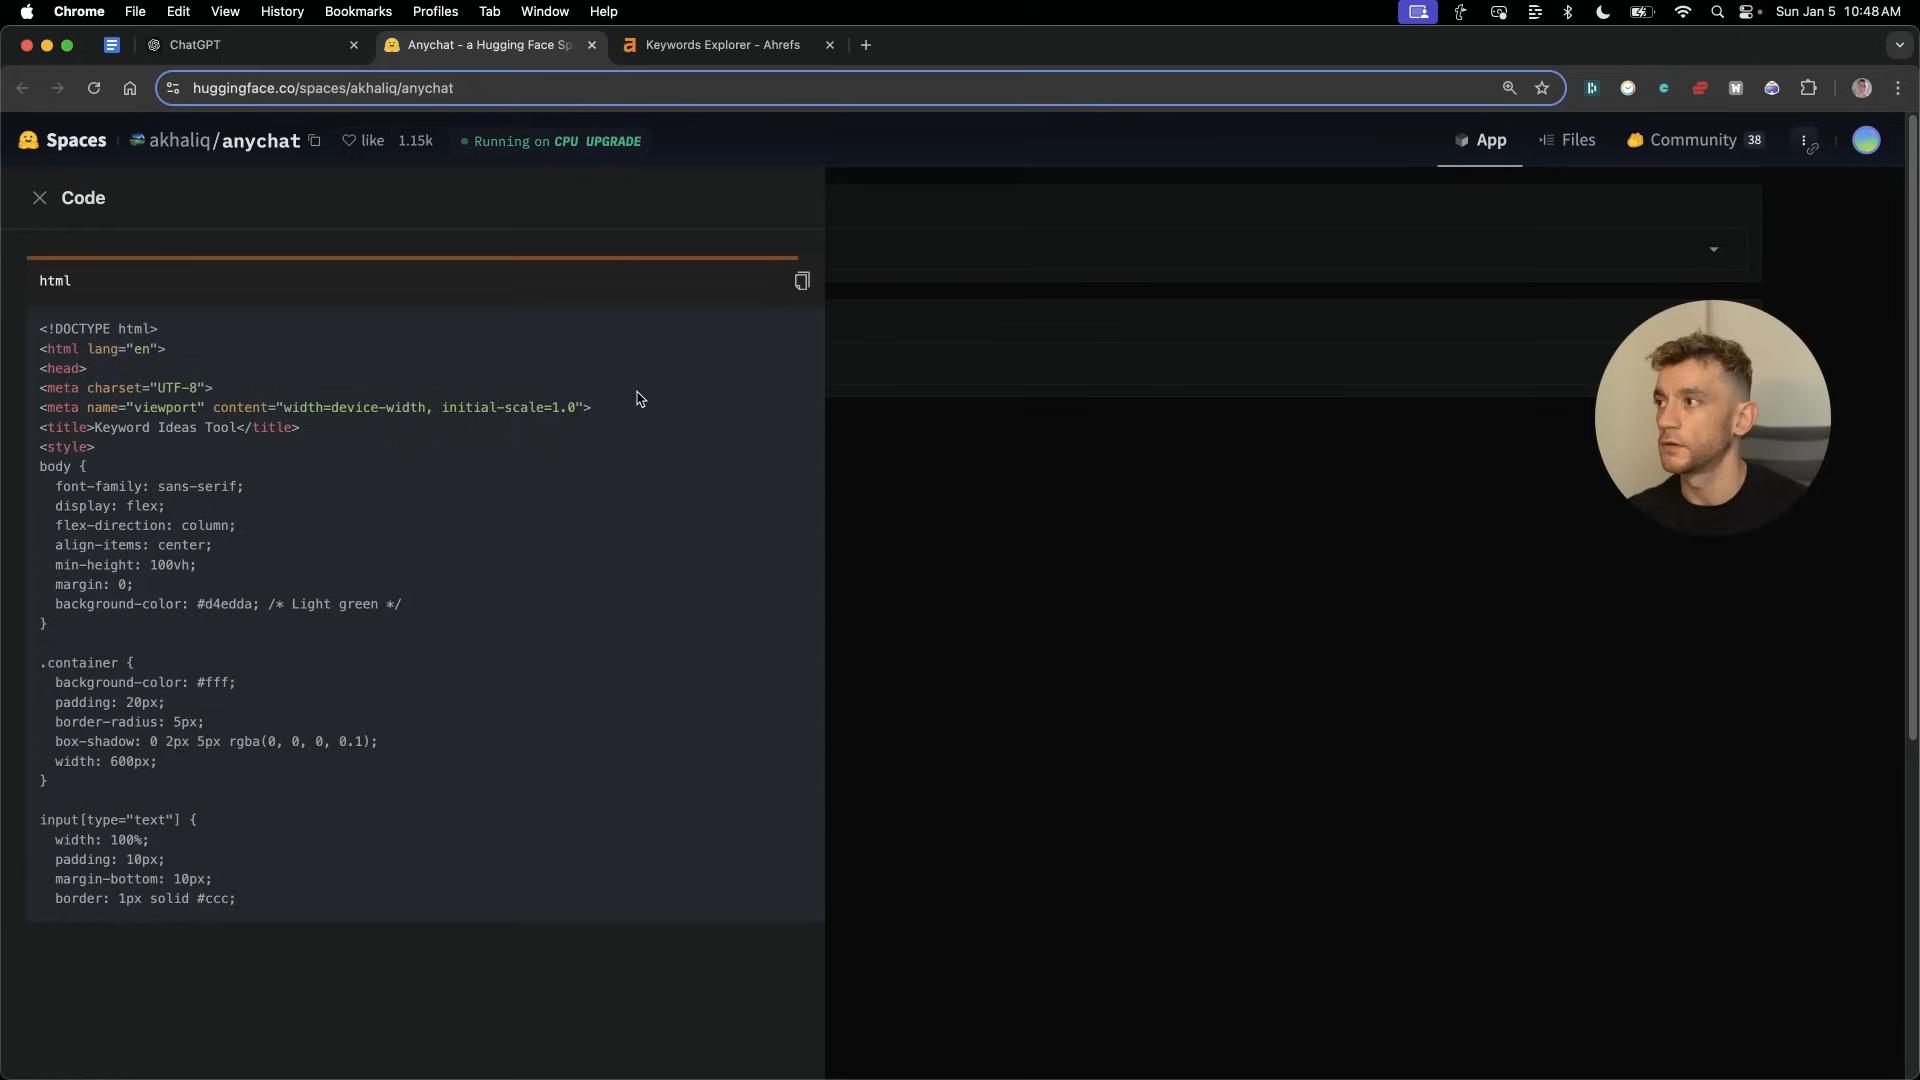 Chrome File Edit View History Bookmarks Profiles Tab Window Help Sun Jan 5 10:48 AM
ChatGPT Anychat - a Hugging Face Sp Keywords Explorer - Ahrefs
huggingface.co/spaces/akhaliq/anychat
Spaces akhaliq/anychat like 1.15k Running on CPU UPGRADE App Files Community 38
Code
html
<!DOCTYPE html>
<html lang="en">
<head>
<meta charset="UTF-8">
<meta name="viewport" content="width=device-width, initial-scale=1.0">
<title>Keyword Ideas Tool</title>
<style>
body {
font-family: sans-serif;
display: flex;
flex-direction: column;
align-items: center;
min-height: 100vh;
margin: 0;
background-color: #d4edda; /* Light green */
}
.container {
background-color: #fff;
padding: 20px;
border-radius: 5px;
box-shadow: 0 2px 5px rgba(0, 0, 0, 0.1);
width: 600px;
}
input[type="text"] {
width: 100%;
padding: 10px;
margin-bottom: 10px;
border: 1px solid #ccc;